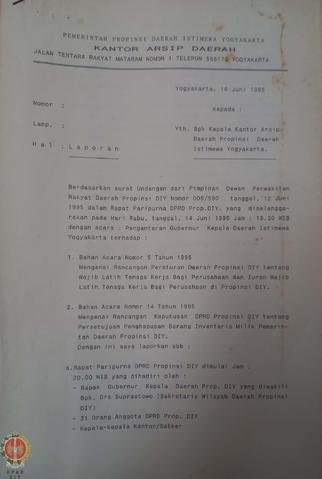 PEMERINTAH PROPINSI DAERAH ISTIMEWA YOGYAKARTA
KANTOR ARSIP DAERAH
JALAN TENTARA RAKYAT MATARAM NOMOR 1 TELEPON 566170 YOGYAKARTA
Yogyakarta, 16 Juni 1995
Nomor :
Kepada :
Lamp. :
Yth. Bpk Kepala Kantor Arsip
Daerah Propinsi Daerah
Hal : Laporan
Istimewa Yogyakarta.
Berdasarkan surat Undangan dari Pimpinan Dewan Perwakilan
Rakyat Daerah Propinsi DIY Nomor 005/590 tanggal, 12 Juni
1995 dalam Rapat Paripurna DPRD Prop.DIY. yang diselengga-
rakan pada Hari Rabu, tanggal, 14 Juni 1995 Jam : 19.30 WIB
dengan acara : Pengantaran Gubernur Kepala Daerah Istimewa
Yogyakarta terhadap :
1. Bahan Acara Nomor 5 Tahun 1995
Mengenai Rancangan Peraturan Daerah Propinsi DIY tentang
Wajib Latih Tenaga Kerja Bagi Perusahaan dan Iuran Wajib
Latih Tenaga Kerja Bagi Perusahaan di Propinsi DIY.
2. Bahan Acara Nomor 14 Tahun 1995
Mengenai Rancangan Keputusan DPRD Propinsi DIY tentang
Persetujuan Penghapusan Barang Inventaris Milik Pemerin-
tah Daerah Propinsi DIY.
Dengan ini saya laporkan sbb :
a. Rapat Paripurna DPRD Propinsi DIY dimulai Jam :
20.00 WIB yang dihadiri oleh :
- Bapak Gubernur Kepala Daerah Prop. DIY yang diwakili
Bpk. Drs Suprastowo (Sekretaris Wilayah Daerah Propinsi
DIY)
- 31 Orang Anggota DPRD Prop. DIY
- Kepala-kepala Kantor/Satker
DPAD
DIY